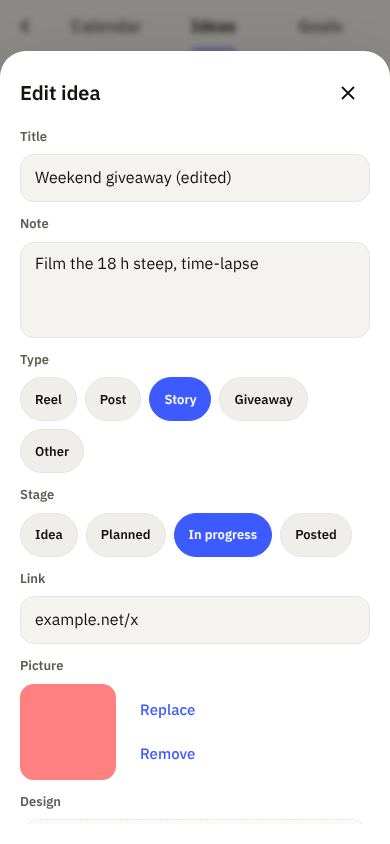 Calendar Ideas Goals
Edit idea
Title
Weekend giveaway (edited)
Note
Film the 18 h steep, time-lapse
Type
Reel Post Story Giveaway
Other
Stage
Idea Planned In progress Posted
Link
example.net/x
Picture
Replace
Remove
Design